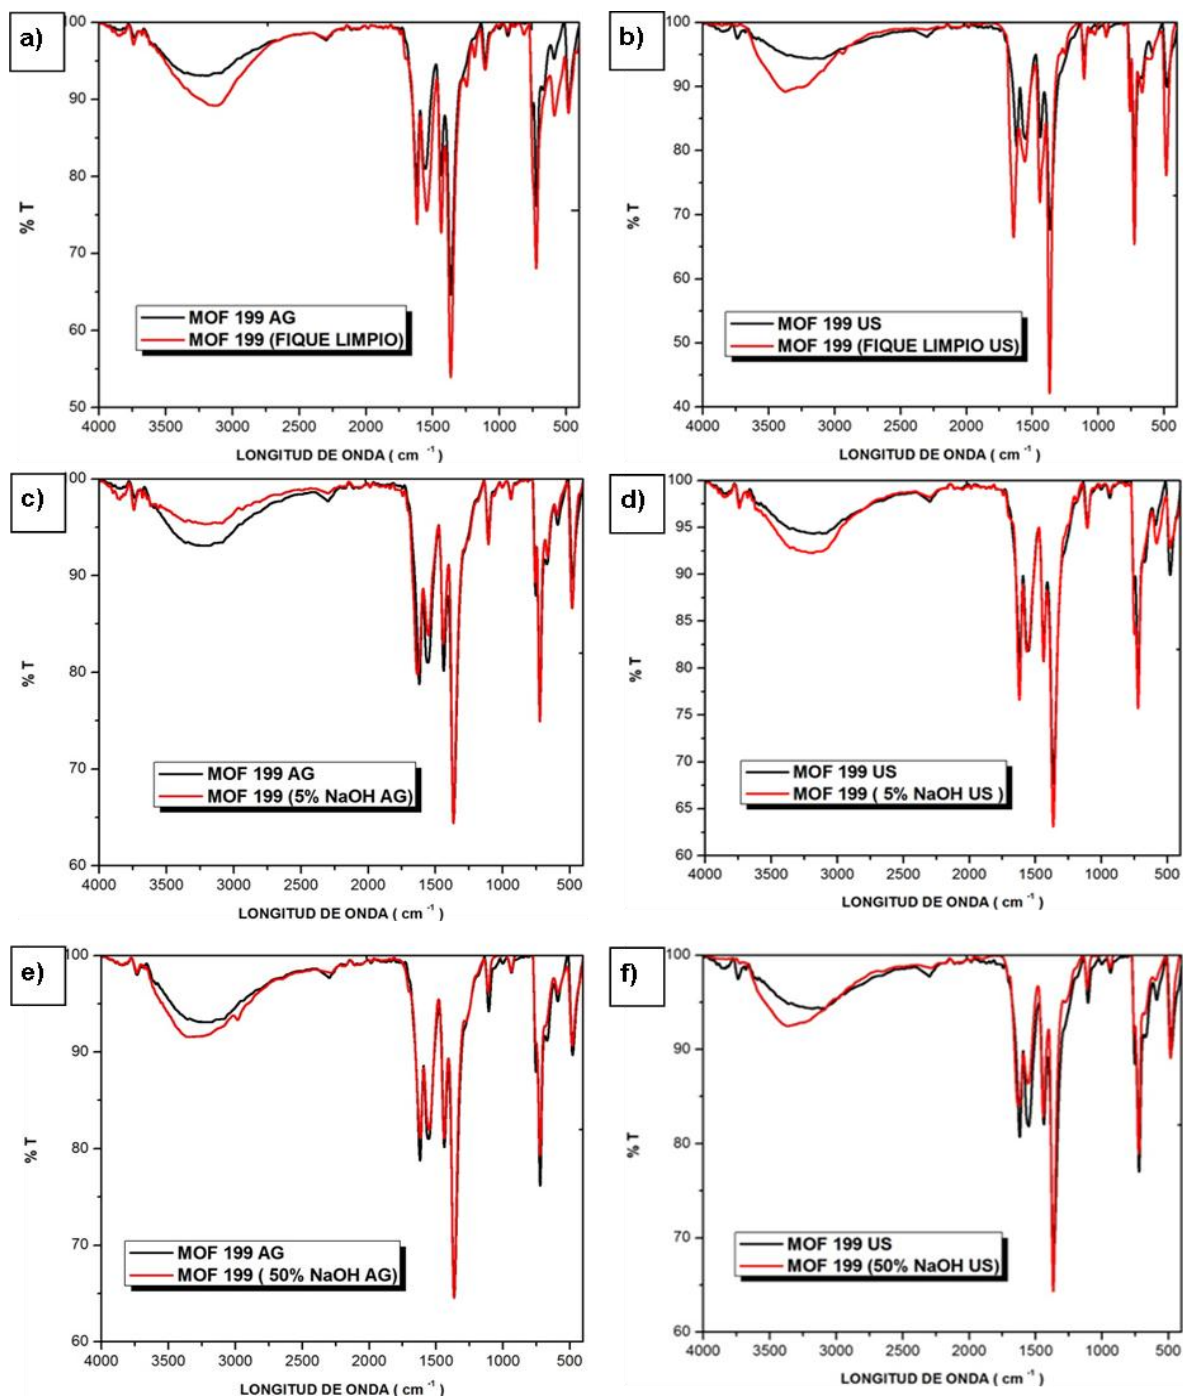 a)
100
90
80
70
60
50
% T
MOF 199 AG
MOF 199 (FIQUE LIMPIO)
4000 3500 3000 2500 2000 1500 1000 500
LONGITUD DE ONDA ( cm -1 )
b)
100
90
80
70
60
50
40
% T
MOF 199 US
MOF 199 (FIQUE LIMPIO US)
4000 3500 3000 2500 2000 1500 1000 500
LONGITUD DE ONDA ( cm -1 )
c)
100
90
80
70
60
% T
MOF 199 AG
MOF 199 (5% NaOH AG)
4000 3500 3000 2500 2000 1500 1000 500
LONGITUD DE ONDA ( cm -1 )
d)
100
95
90
85
80
75
70
65
60
% T
MOF 199 US
MOF 199 ( 5% NaOH US )
4000 3500 3000 2500 2000 1500 1000 500
LONGITUD DE ONDA ( cm -1 )
e)
100
90
80
70
60
% T
MOF 199 AG
MOF 199 ( 50% NaOH AG)
4000 3500 3000 2500 2000 1500 1000 500
LONGITUD DE ONDA ( cm -1 )
f)
100
90
80
70
60
% T
MOF 199 US
MOF 199 (50% NaOH US)
4000 3500 3000 2500 2000 1500 1000 500
LONGITUD DE ONDA ( cm -1 )